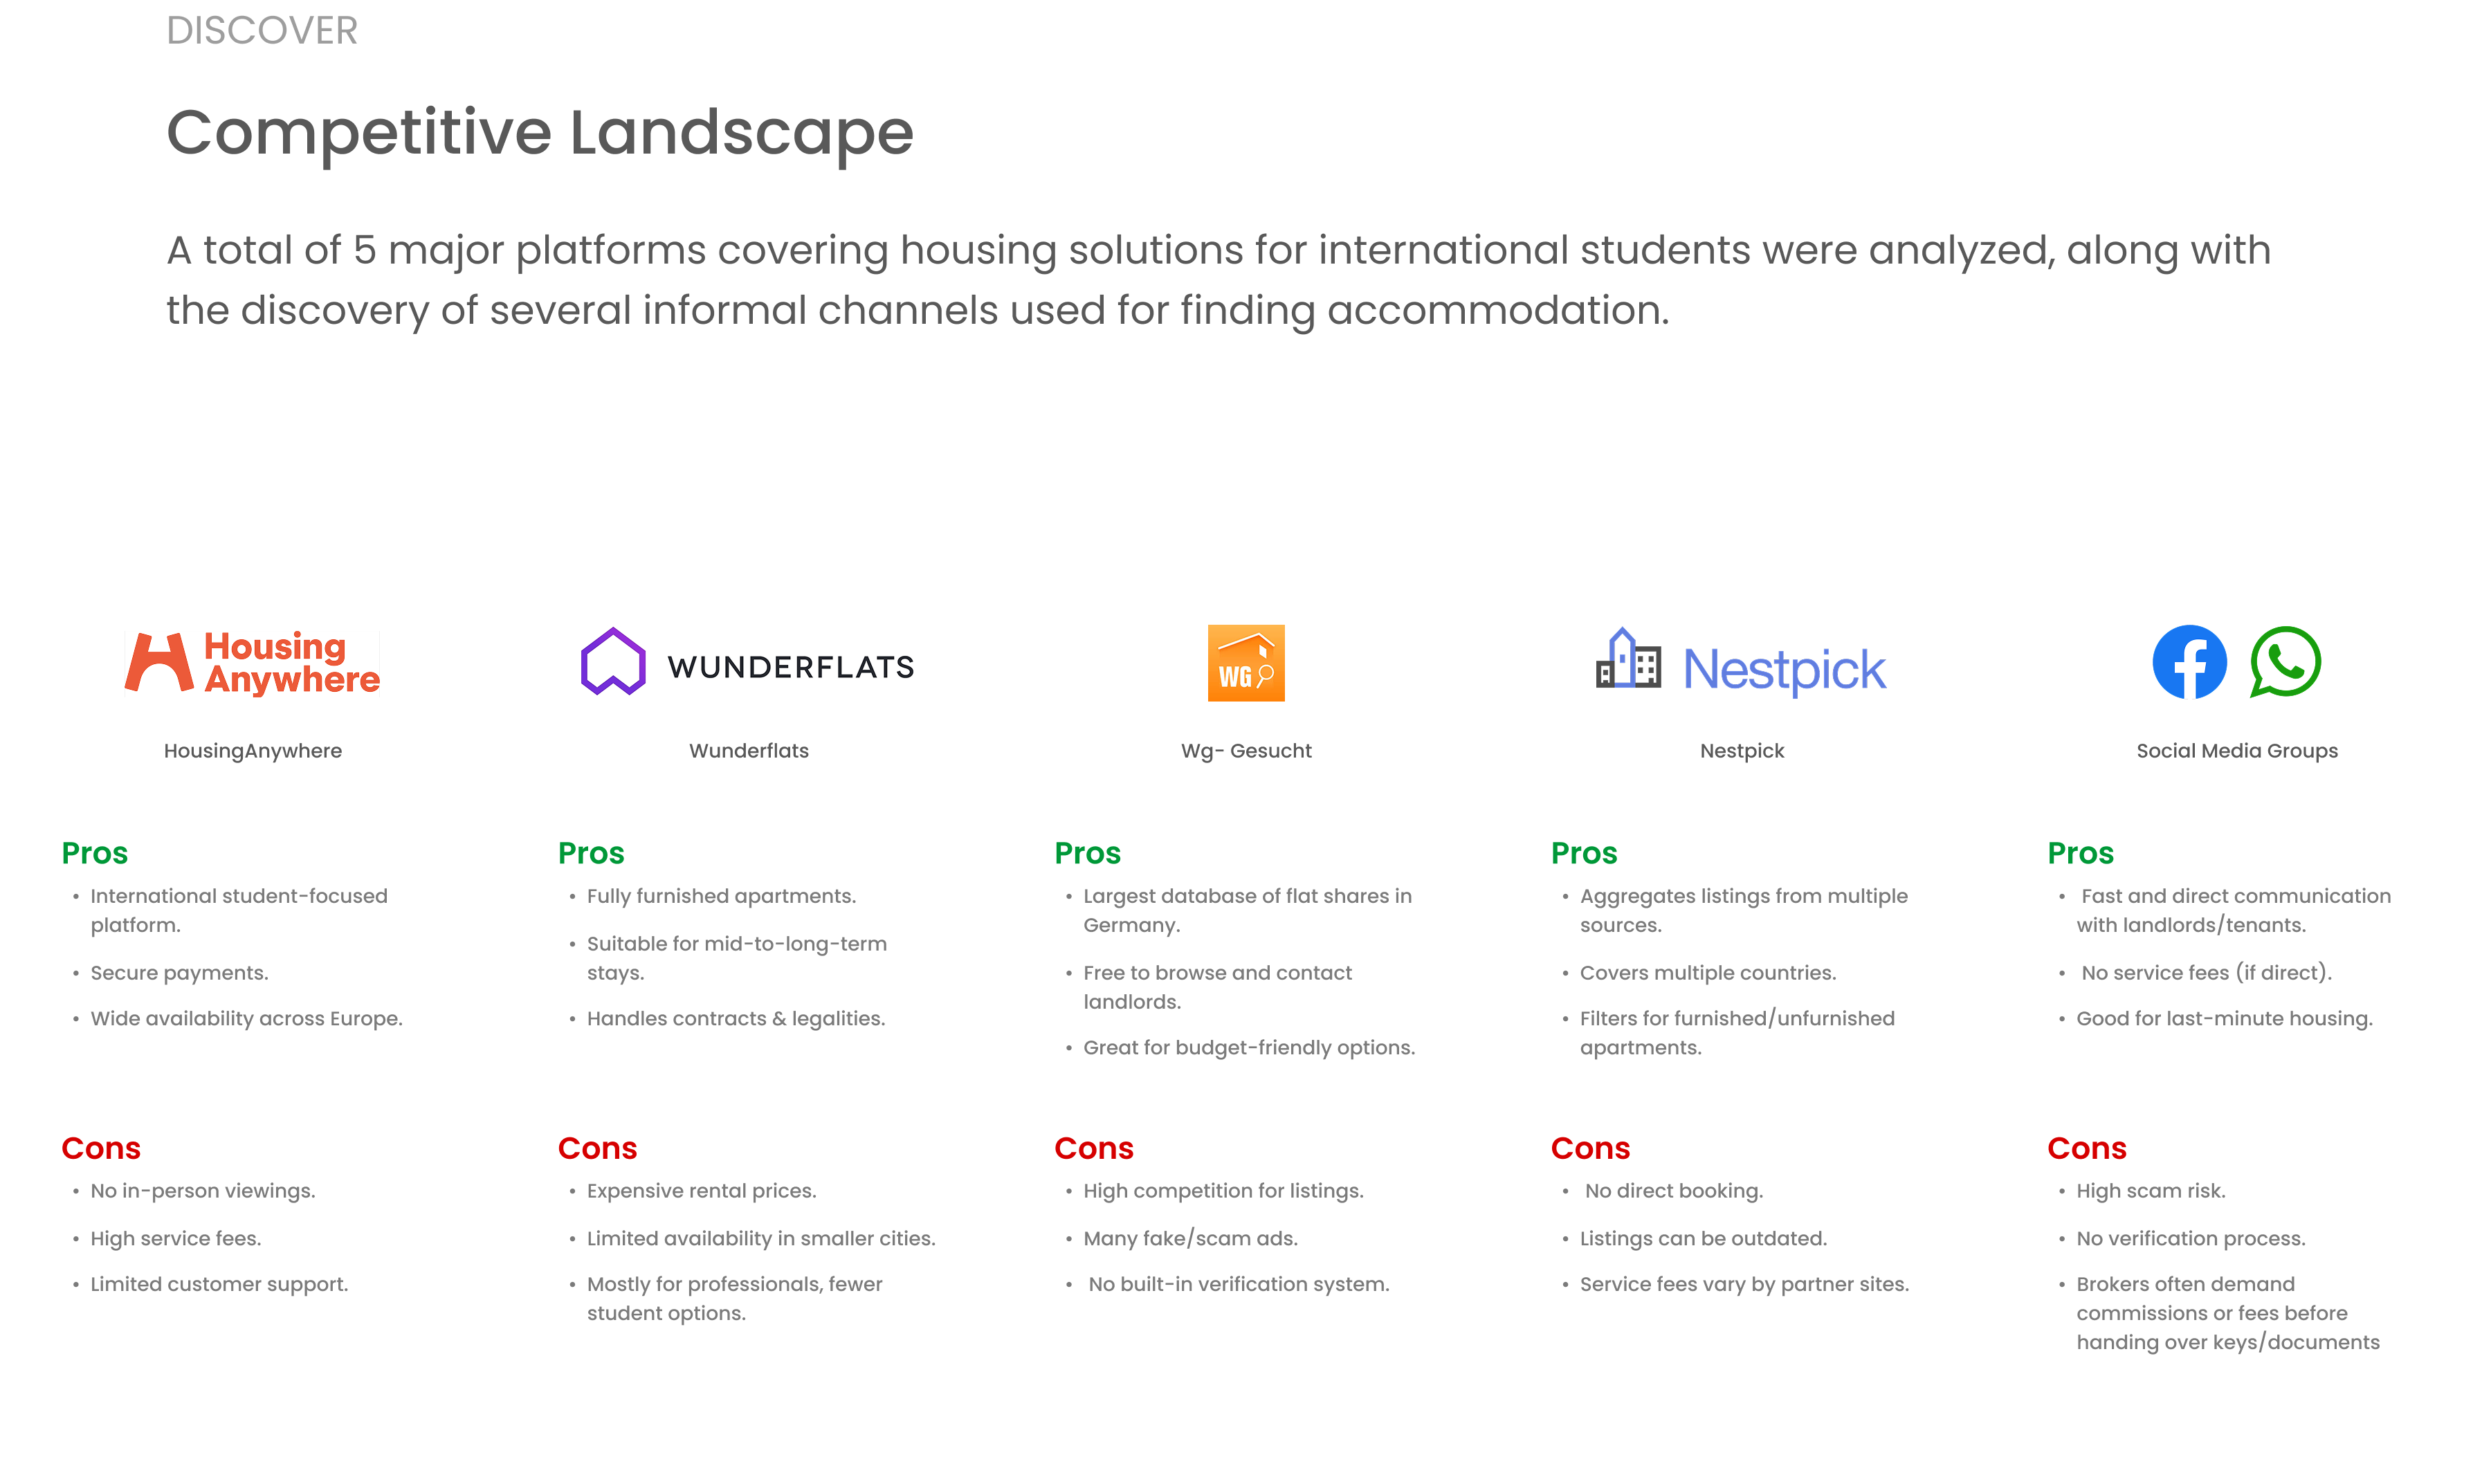 DISCOVER
Competitive Landscape
A total of 5 major platforms covering housing solutions for international students were analyzed, along with
the discovery of several informal channels used for finding accommodation.
Housing
Anywhere
HousingAnywhere
Pros
• International student-focused
platform.
• Secure payments.
• Wide availability across Europe.
Cons
• No in-person viewings.
• High service fees.
• Limited customer support.
WUNDERFLATS
Wunderflats
Pros
• Fully furnished apartments.
• Suitable for mid-to-long-term
stays.
• Handles contracts & legalities.
Cons
• Expensive rental prices.
• Limited availability in smaller cities.
• Mostly for professionals, fewer
student options.
WG
Wg- Gesucht
Pros
• Largest database of flat shares in
Germany.
• Free to browse and contact
landlords.
• Great for budget-friendly options.
Cons
• High competition for listings.
• Many fake/scam ads.
• No built-in verification system.
Nestpick
Nestpick
Pros
• Aggregates listings from multiple
sources.
• Covers multiple countries.
• Filters for furnished/unfurnished
apartments.
Cons
• No direct booking.
• Listings can be outdated.
• Service fees vary by partner sites.
Social Media Groups
Pros
• Fast and direct communication
with landlords/tenants.
• No service fees (if direct).
• Good for last-minute housing.
Cons
• High scam risk.
• No verification process.
• Brokers often demand
commissions or fees before
handing over keys/documents